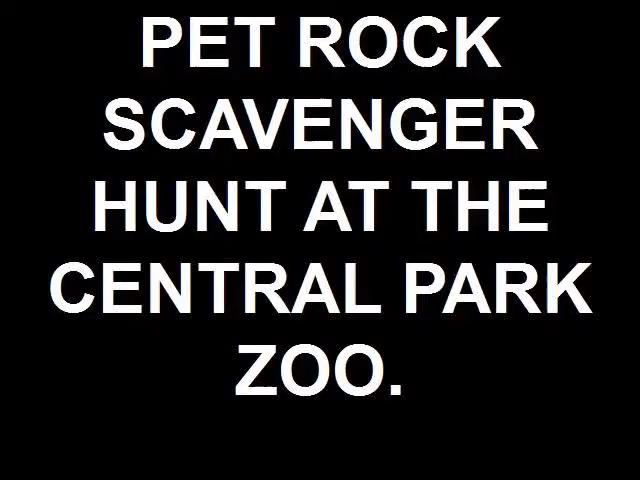 PET ROCK
SCAVENGER
HUNT AT THE
CENTRAL PARK
ZOO.